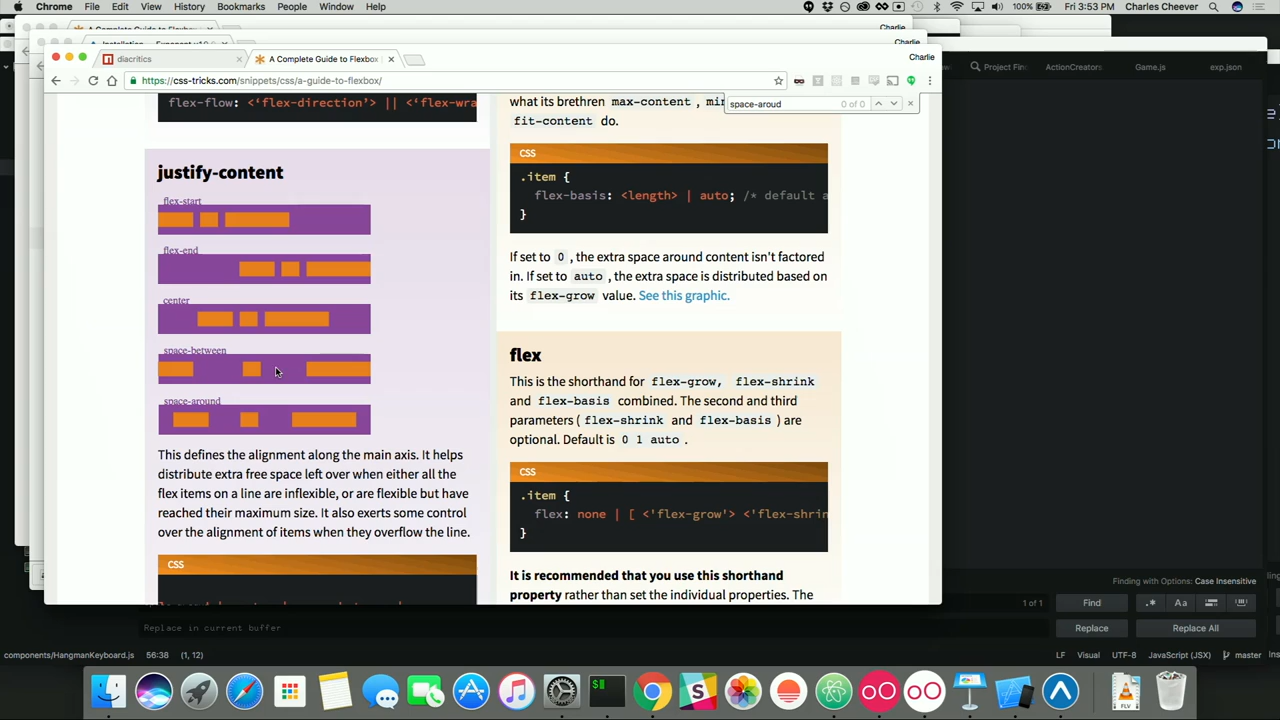 Chrome File Edit View History Bookmarks People Window Help 100% Fri 3:53 PM Charles Cheever
Charlie
Charlie
diacritics A Complete Guide to Flexbox Charlie
https://css-tricks.com/snippets/css/a-guide-to-flexbox/
space-aroud 0 of 0
Project Fin ActionCreators Game.js exp.json
flex-flow: <‘flex-direction’> || <‘flex-wra
justify-content
flex-start
flex-end
center
space-between
space-around
This defines the alignment along the main axis. It helps
distribute extra free space left over when either all the
flex items on a line are inflexible, or are flexible but have
reached their maximum size. It also exerts some control
over the alignment of items when they overflow the line.
CSS
what its brethren max-content,
fit-content do.
CSS
.item {
flex-basis: <length> | auto; /* default a
}
If set to 0, the extra space around content isn't factored
in. If set to auto, the extra space is distributed based on
its flex-grow value. See this graphic.
flex
This is the shorthand for flex-grow, flex-shrink
and flex-basis combined. The second and third
parameters (flex-shrink and flex-basis) are
optional. Default is 0 1 auto.
CSS
.item {
flex: none | [ <'flex-grow'> <'flex-shrin
}
It is recommended that you use this shorthand
property rather than set the individual properties. The
Finding with Options: Case Insensitive
1 of 1 Find .* Aa
Replace in current buffer Replace Replace All
components/HangmanKeyboard.js 56:38 (1, 12) LF Visual UTF-8 JavaScript (JSX) master
FLV